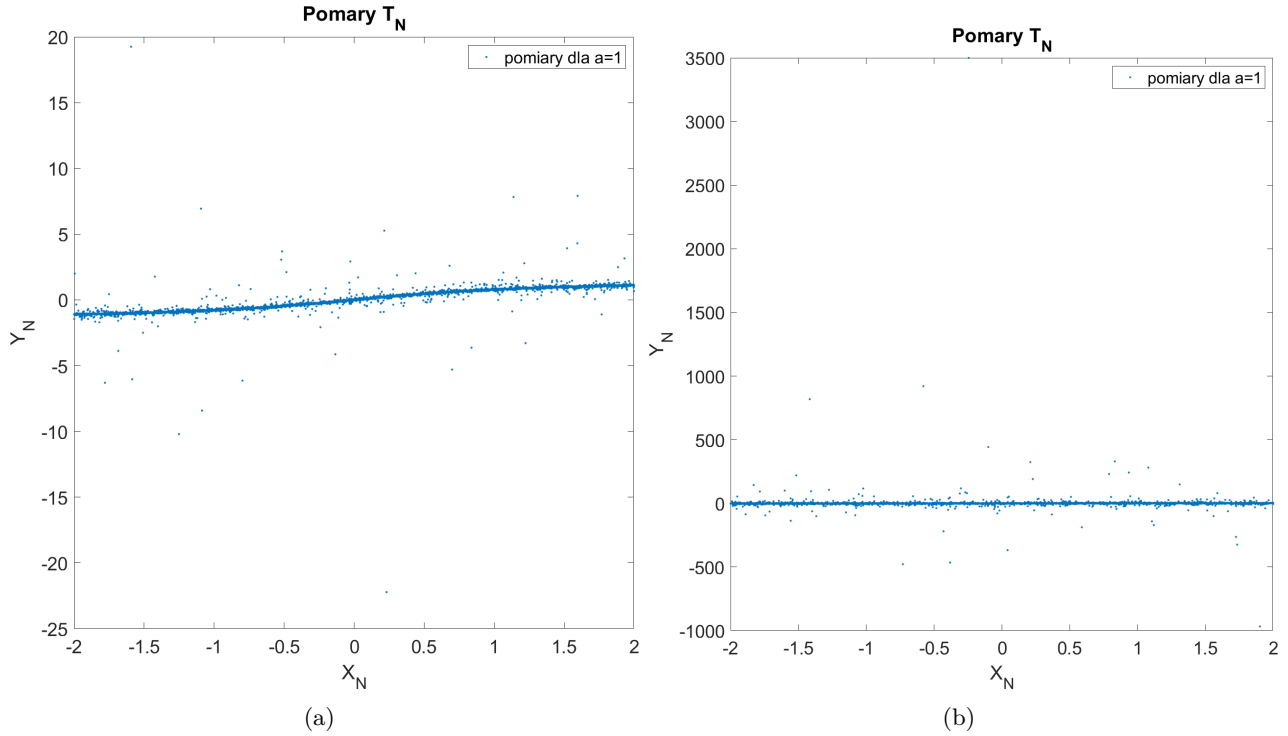 Pomary T_N
20
15
10
5
0
-5
-10
-15
-20
-25
Y_N
pomiary dla a=1
-2 -1.5 -1 -0.5 0 0.5 1 1.5 2
X_N
(a)
Pomary T_N
3500
3000
2500
2000
1500
1000
500
0
-500
-1000
Y_N
pomiary dla a=1
-2 -1.5 -1 -0.5 0 0.5 1 1.5 2
X_N
(b)